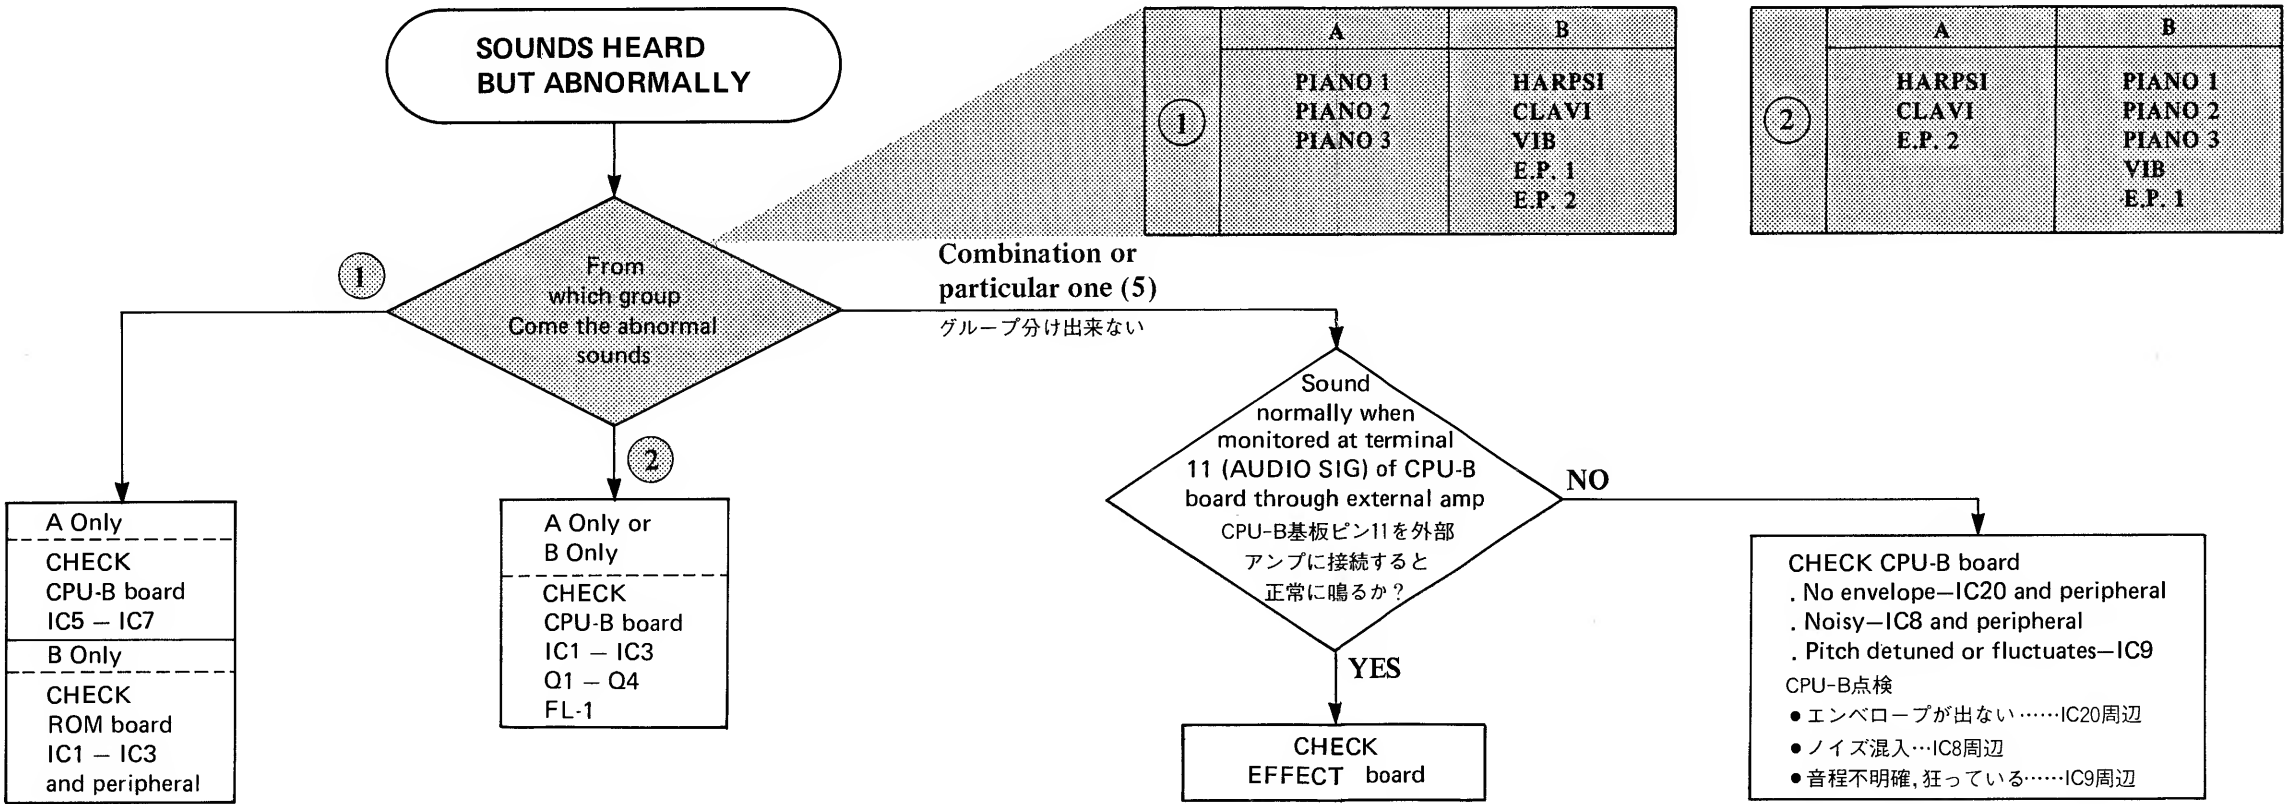 SOUNDS HEARD
BUT ABNORMALLY
1
A
B
PIANO 1
PIANO 2
PIANO 3
HARPSI
CLAVI
VIB
E.P. 1
E.P. 2
2
A
B
HARPSI
CLAVI
E.P. 2
PIANO 1
PIANO 2
PIANO 3
VIB
E.P. 1
From
which group
Come the abnormal
sounds
1
2
Combination or
particular one (5)
グループ分け出来ない
A Only
CHECK
CPU-B board
IC5 — IC7
B Only
CHECK
ROM board
IC1 — IC3
and peripheral
A Only or
B Only
CHECK
CPU-B board
IC1 — IC3
Q1 — Q4
FL-1
Sound
normally when
monitored at terminal
11 (AUDIO SIG) of CPU-B
board through external amp
CPU-B基板ピン11を外部
アンプに接続すると
正常に鳴るか?
NO
YES
CHECK
EFFECT board
CHECK CPU-B board
. No envelope—IC20 and peripheral
. Noisy—IC8 and peripheral
. Pitch detuned or fluctuates—IC9
CPU-B点検
●エンベロープが出ない……IC20周辺
●ノイズ混入…IC8周辺
●音程不明確,狂っている……IC9周辺